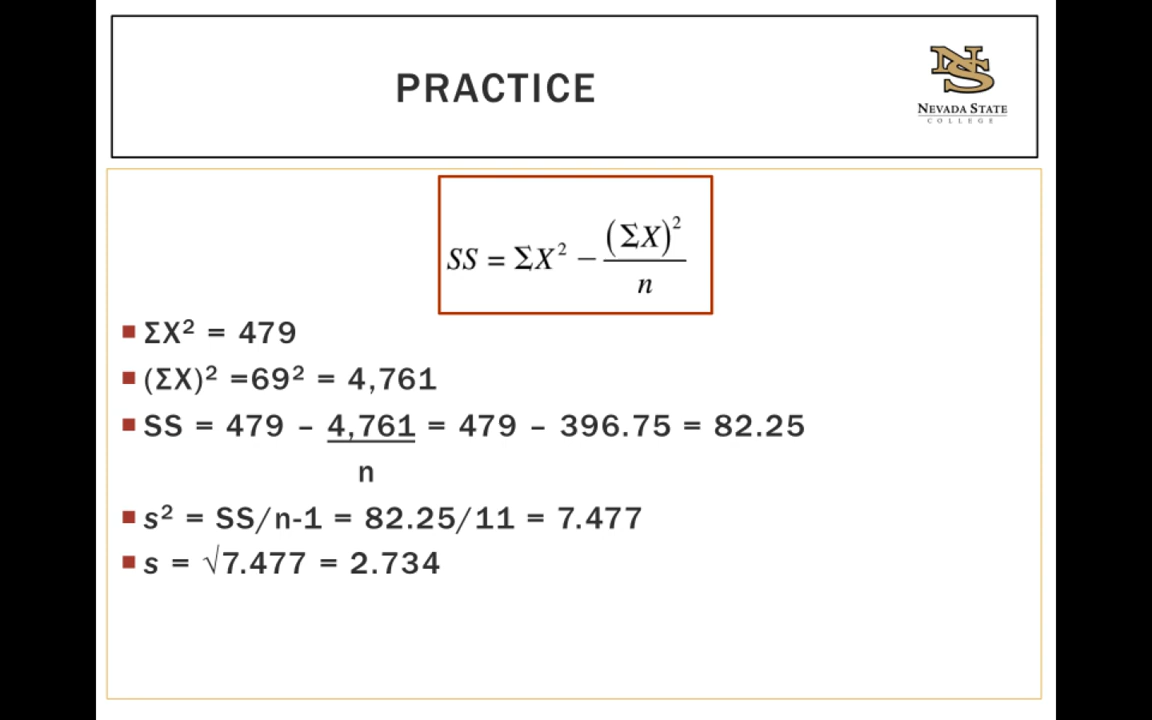 PRACTICE
NS
NEVADA STATE
COLLEGE
SS = ΣX² − (ΣX)² / n
ΣX² = 479
(ΣX)² =69² = 4,761
SS = 479 – 4,761 = 479 – 396.75 = 82.25
n
s² = SS/n-1 = 82.25/11 = 7.477
s = √7.477 = 2.734